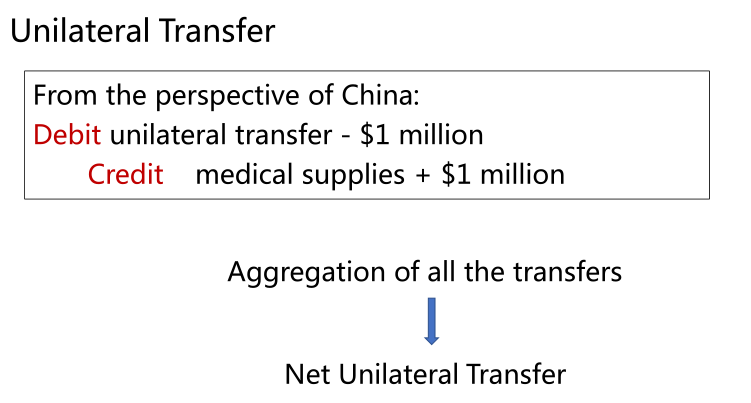 Unilateral Transfer
From the perspective of China:
Debit unilateral transfer - $1 million
Credit medical supplies + $1 million
Aggregation of all the transfers
Net Unilateral Transfer